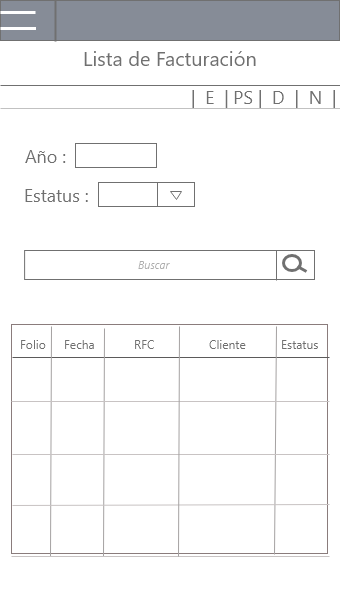 Lista de Facturación
| E | PS | D | N |
Año :
Estatus :
Buscar
Folio Fecha RFC Cliente Estatus